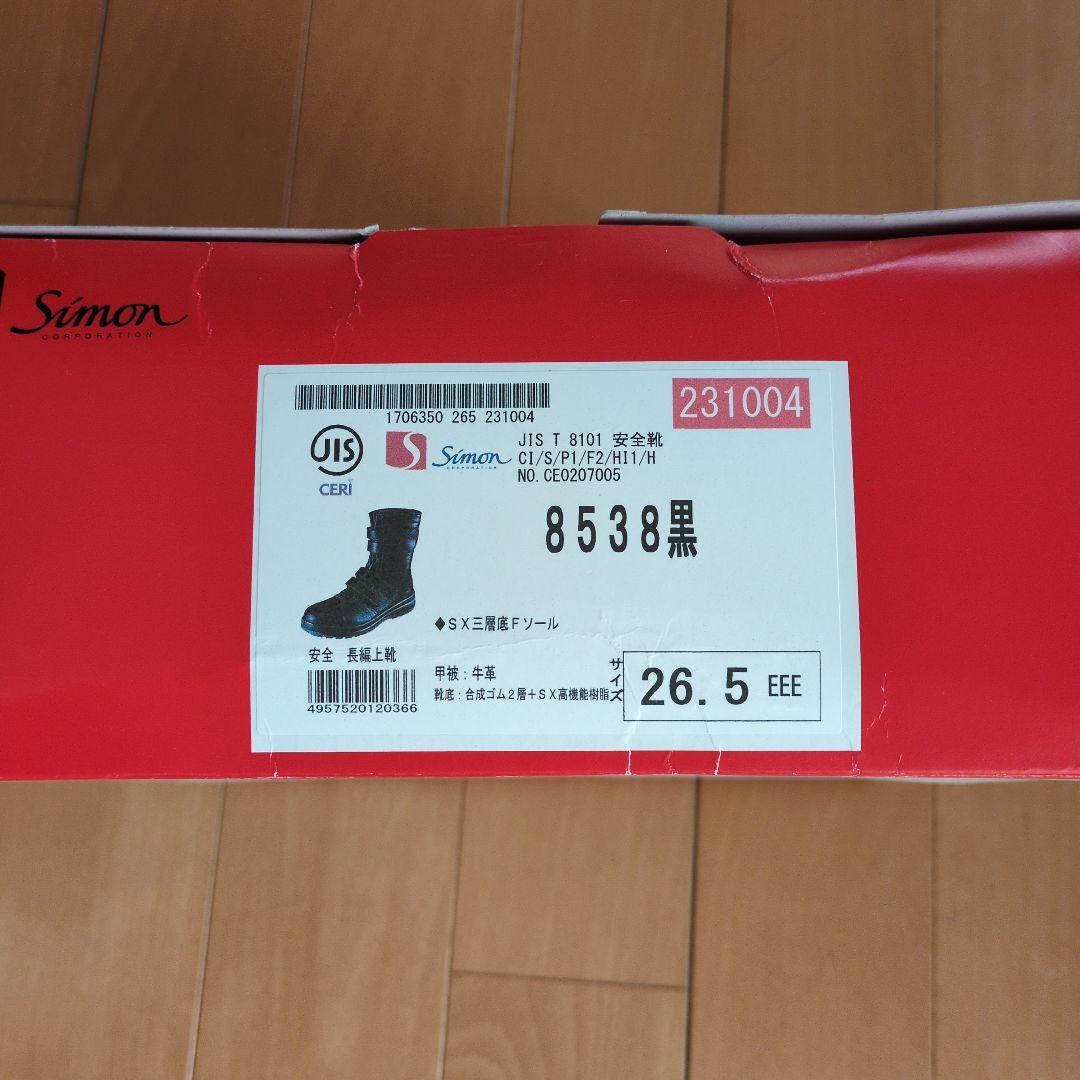 Simon
CORPORATION
1706350 265 231004
231004
JIS
CERI
S
Simon
CORPORATION
JIS T 8101 安全靴
CI/S/P1/F2/HI1/H
NO. CE0207005
8538黒
◆SX三層底Fソール
安全 長編上靴
4957520120366
甲被：牛革
靴底：合成ゴム2層＋SX高機能樹脂
サイズ
26.5 EEE